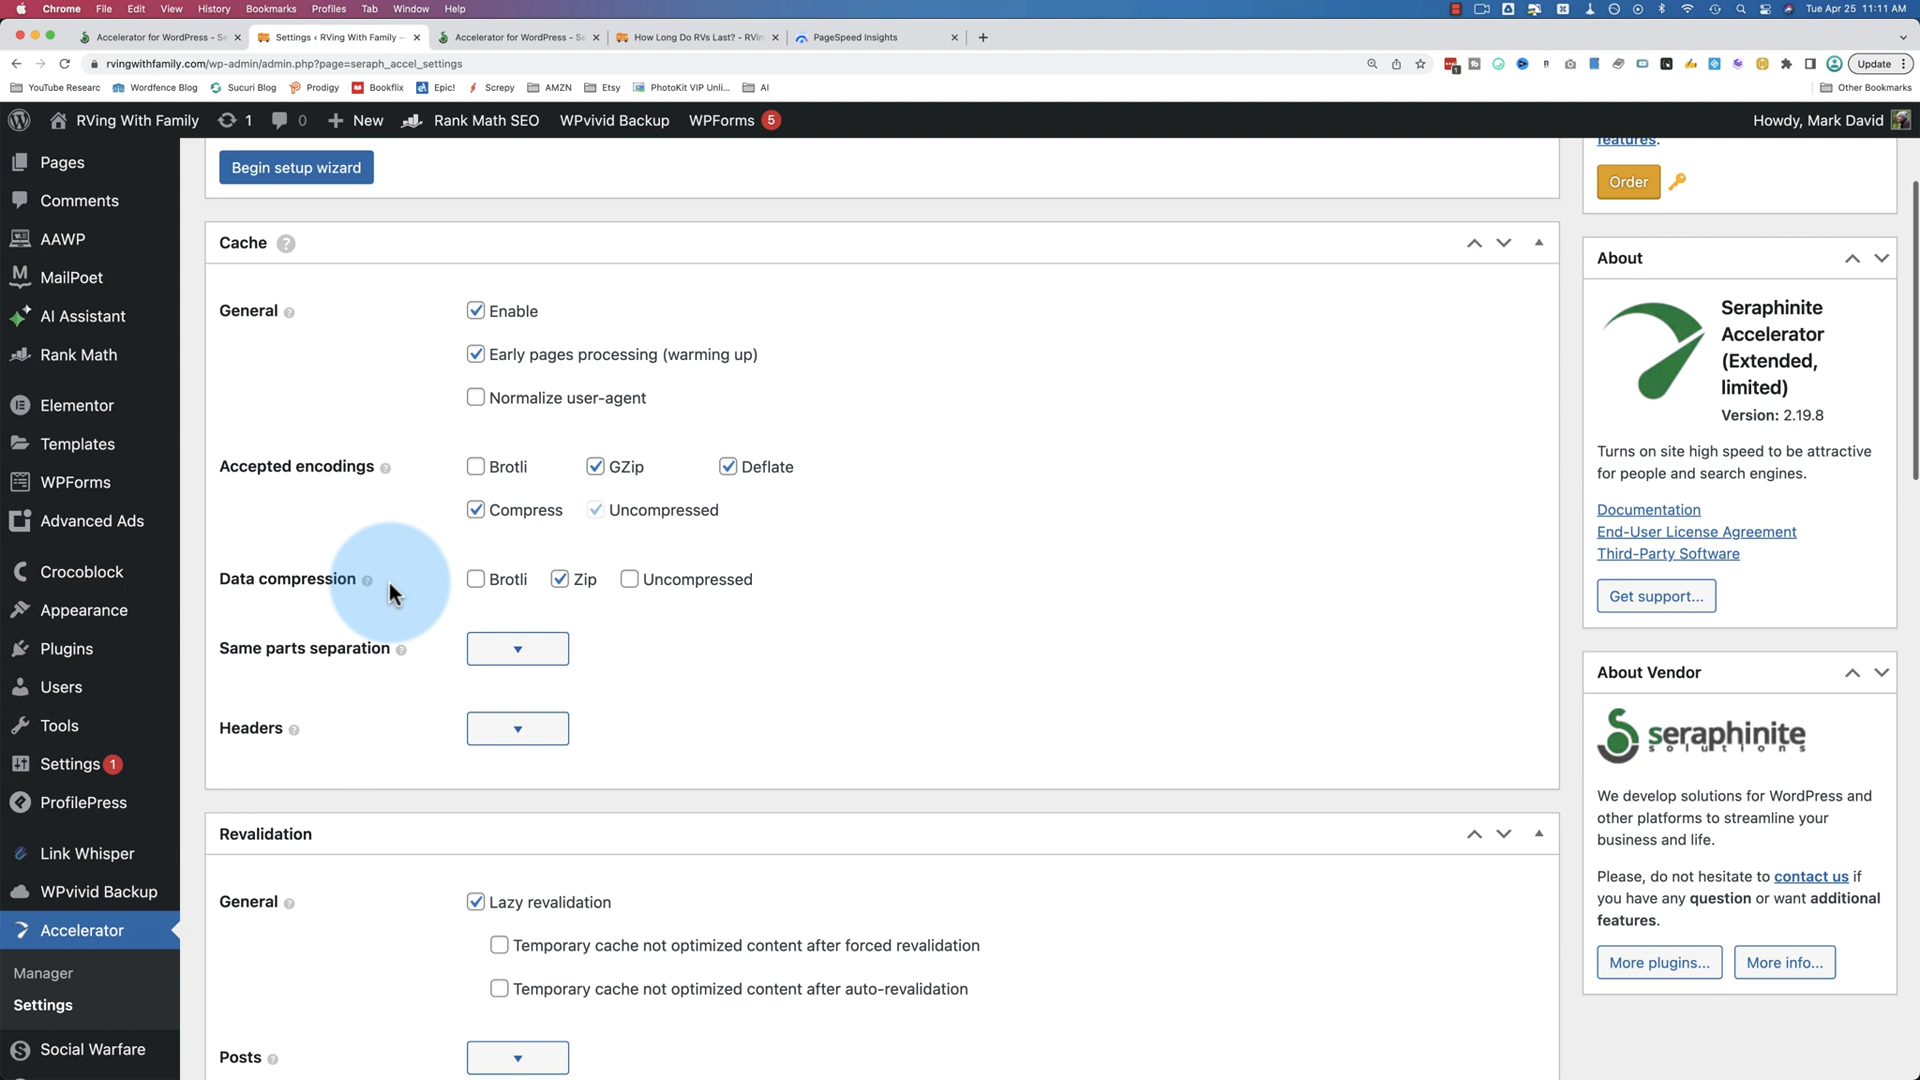 Chrome File Edit View History Bookmarks Profiles Tab Window Help Tue Apr 25 11:11 AM
Accelerator for WordPress - Se Settings ‹ RVing With Family — Accelerator for WordPress - Se How Long Do RVs Last? - RVin PageSpeed Insights
rvingwithfamily.com/wp-admin/admin.php?page=seraph_accel_settings Update
YouTube Researc Wordfence Blog Sucuri Blog Prodigy Bookflix Epic! Screpy AMZN Etsy PhotoKit VIP Unli... AI Other Bookmarks
RVing With Family 1 0 New Rank Math SEO WPvivid Backup WPForms 5 Howdy, Mark David
Pages
Comments
AAWP
MailPoet
AI Assistant
Rank Math
Elementor
Templates
WPForms
Advanced Ads
Crocoblock
Appearance
Plugins
Users
Tools
Settings 1
ProfilePress
Link Whisper
WPvivid Backup
Accelerator
Manager
Settings
Social Warfare
Begin setup wizard
Cache ?
General ?
Enable
Early pages processing (warming up)
Normalize user-agent
Accepted encodings ?
Brotli GZip Deflate
Compress Uncompressed
Data compression ?
Brotli Zip Uncompressed
Same parts separation ?
Headers ?
Revalidation
General ?
Lazy revalidation
Temporary cache not optimized content after forced revalidation
Temporary cache not optimized content after auto-revalidation
Posts ?
features.
Order
About
Seraphinite
Accelerator
(Extended,
limited)
Version: 2.19.8
Turns on site high speed to be attractive
for people and search engines.
Documentation
End-User License Agreement
Third-Party Software
Get support...
About Vendor
seraphinite
solutions
We develop solutions for WordPress and
other platforms to streamline your
business and life.
Please, do not hesitate to contact us if
you have any question or want additional
features.
More plugins... More info...